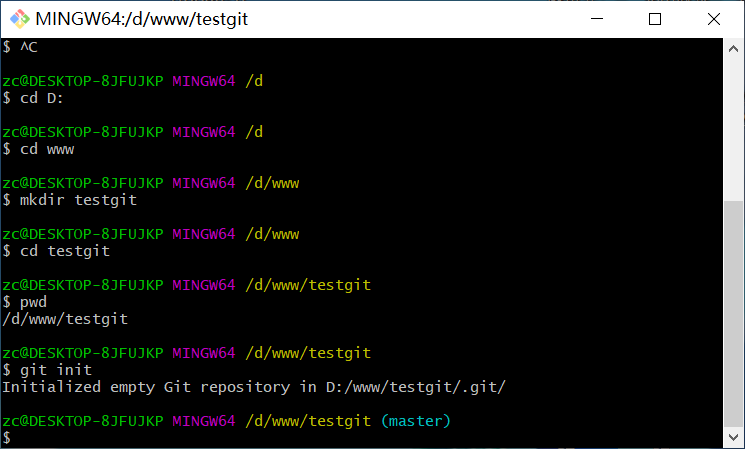 MINGW64:/d/www/testgit
$ ^C
zc@DESKTOP-8JFUJKP MINGW64 /d
$ cd D:
zc@DESKTOP-8JFUJKP MINGW64 /d
$ cd www
zc@DESKTOP-8JFUJKP MINGW64 /d/www
$ mkdir testgit
zc@DESKTOP-8JFUJKP MINGW64 /d/www
$ cd testgit
zc@DESKTOP-8JFUJKP MINGW64 /d/www/testgit
$ pwd
/d/www/testgit
zc@DESKTOP-8JFUJKP MINGW64 /d/www/testgit
$ git init
Initialized empty Git repository in D:/www/testgit/.git/
zc@DESKTOP-8JFUJKP MINGW64 /d/www/testgit (master)
$